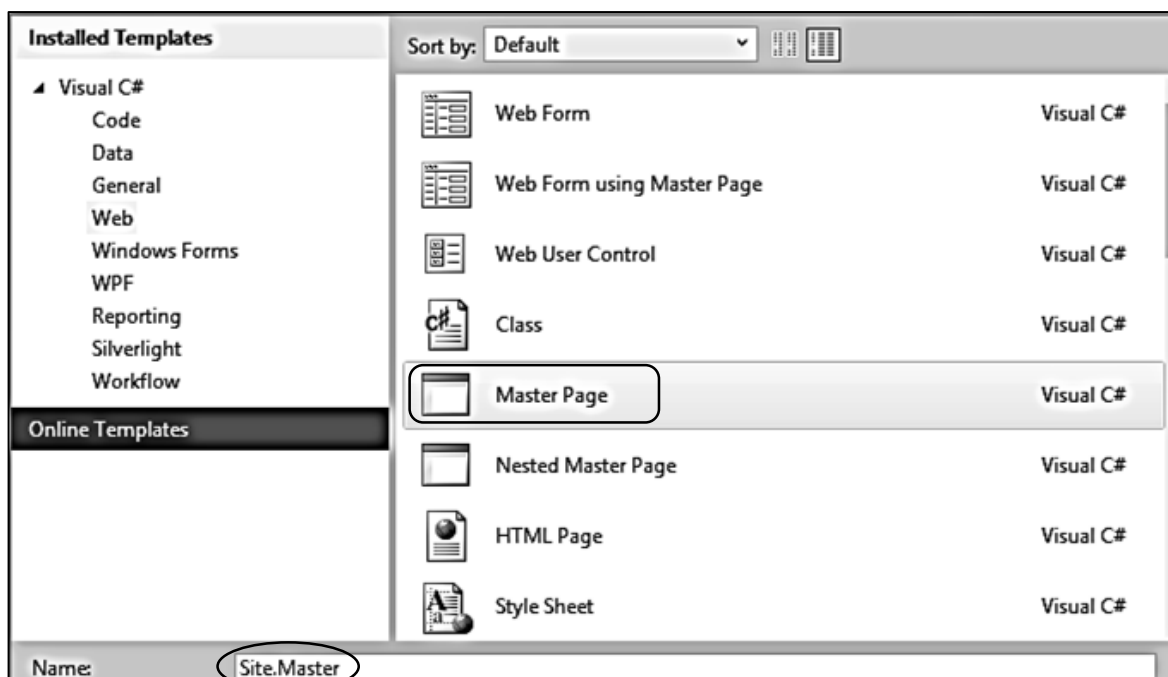 Installed Templates
Visual C#
Code
Data
General
Web
Windows Forms
WPF
Reporting
Silverlight
Workflow
Online Templates
Sort by: Default
Web Form Visual C#
Web Form using Master Page Visual C#
Web User Control Visual C#
Class Visual C#
Master Page Visual C#
Nested Master Page Visual C#
HTML Page Visual C#
Style Sheet Visual C#
Name: Site.Master